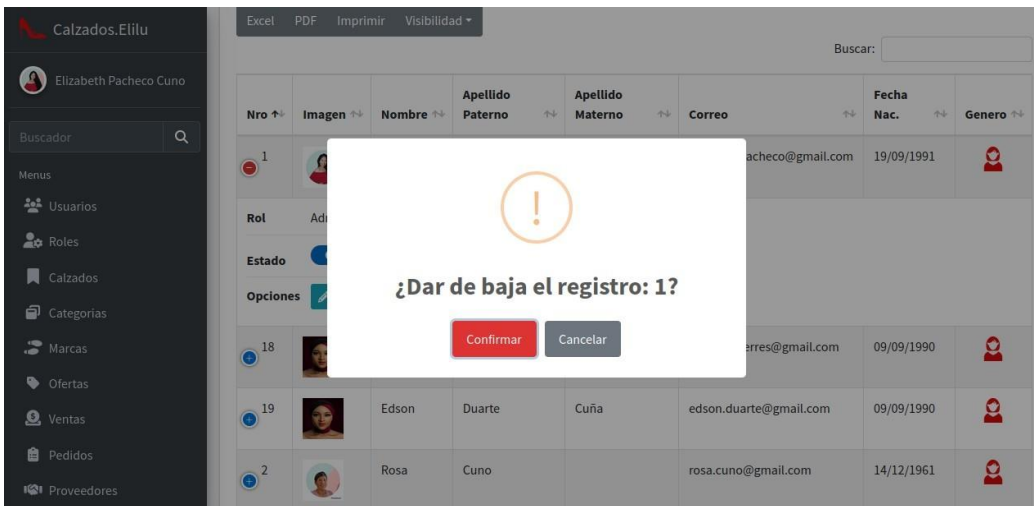 Calzados.Elilu
Elizabeth Pacheco Cuno
Buscador
Menus
Usuarios
Roles
Calzados
Categorias
Marcas
Ofertas
Ventas
Pedidos
Proveedores
Excel PDF Imprimir Visibilidad
Buscar:
Nro Imagen Nombre Apellido Paterno Apellido Materno Correo Fecha Nac. Genero
1 acheco@gmail.com 19/09/1991
Rol
Estado
Opciones
¿Dar de baja el registro: 1?
Confirmar Cancelar
18 erres@gmail.com 09/09/1990
19 Edson Duarte Cuña edson.duarte@gmail.com 09/09/1990
2 Rosa Cuno rosa.cuno@gmail.com 14/12/1961